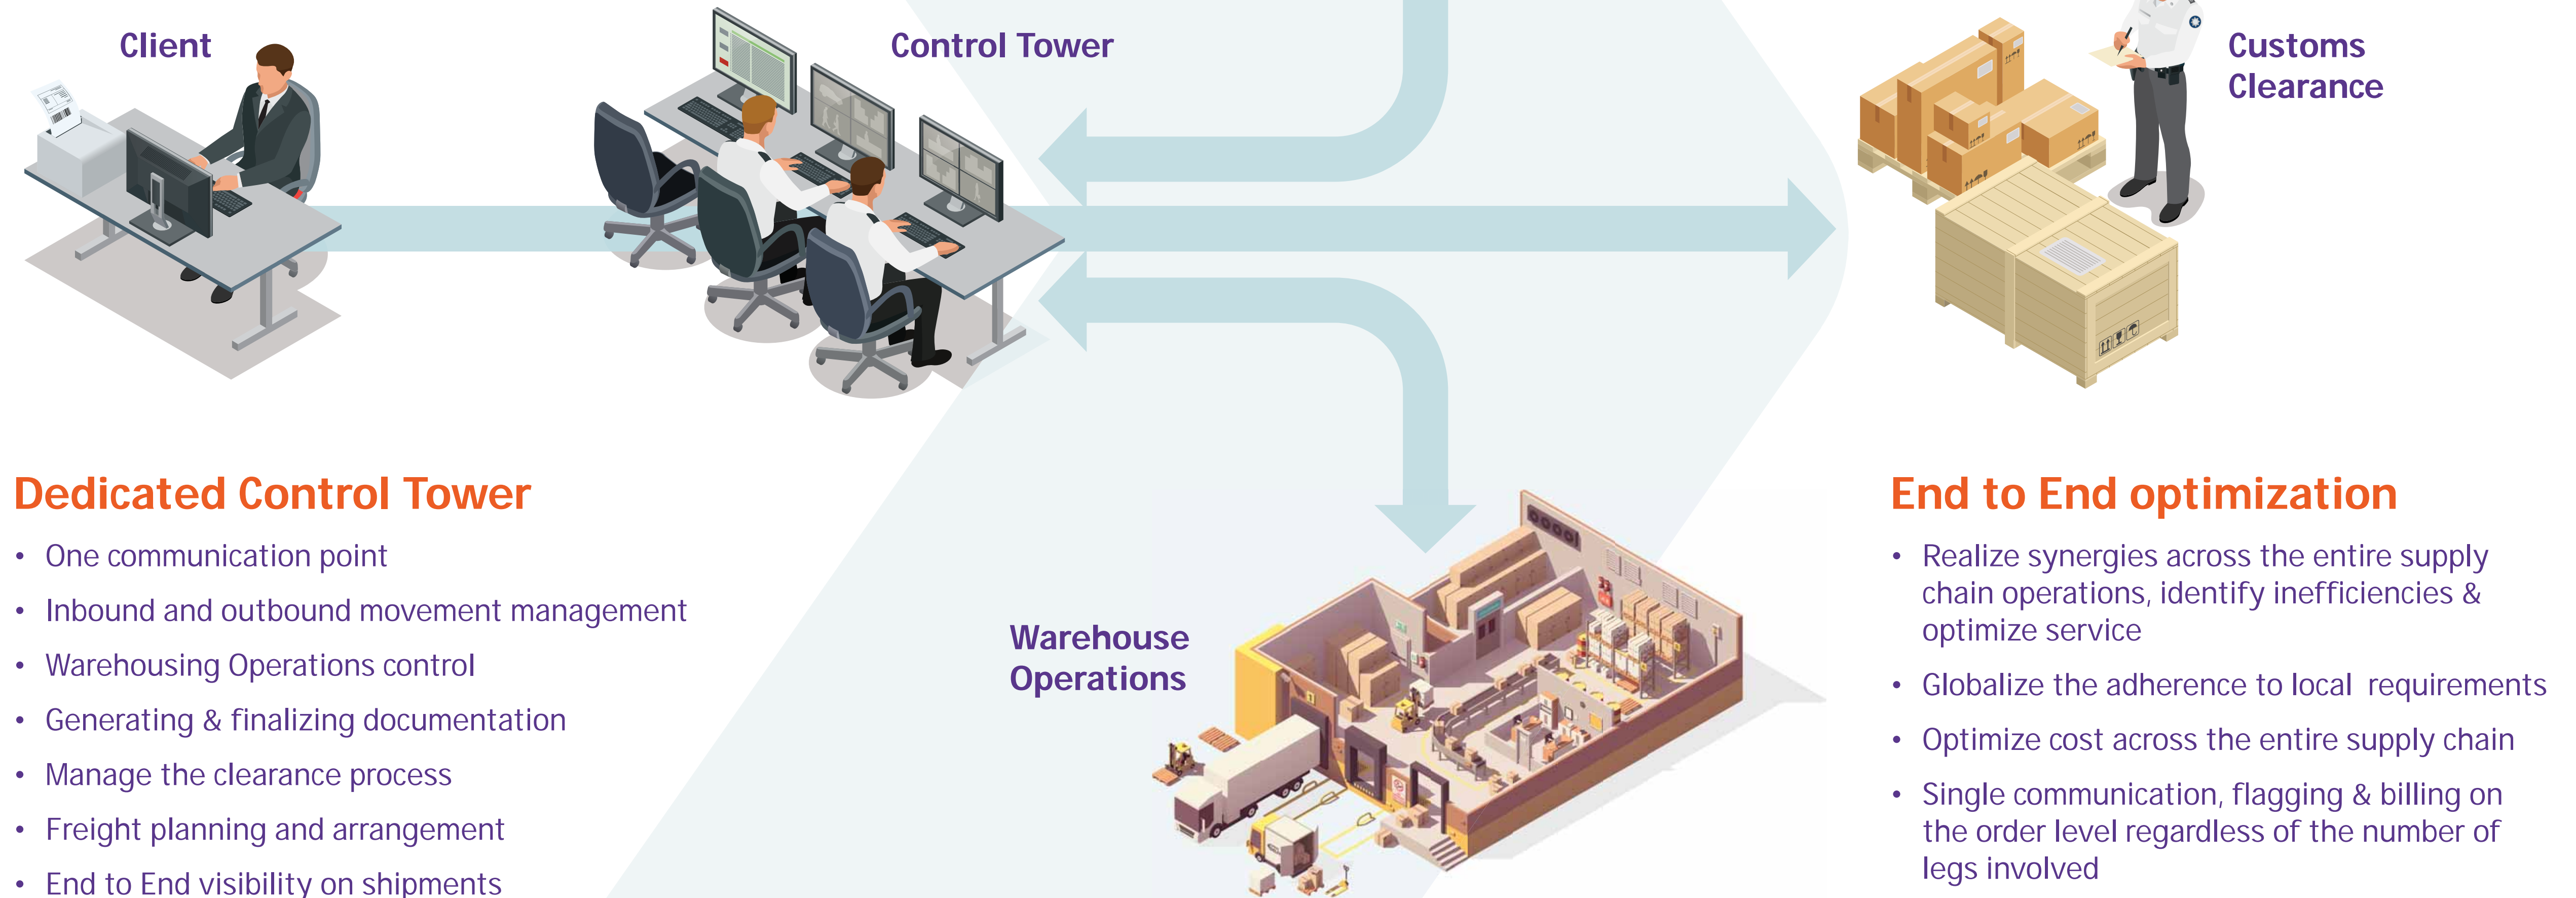 Client
Control Tower
Customs
Clearance
Dedicated Control Tower
• One communication point
• Inbound and outbound movement management
• Warehousing Operations control
• Generating & finalizing documentation
• Manage the clearance process
• Freight planning and arrangement
• End to End visibility on shipments
Warehouse
Operations
End to End optimization
• Realize synergies across the entire supply
chain operations, identify inefficiencies &
optimize service
• Globalize the adherence to local requirements
• Optimize cost across the entire supply chain
• Single communication, flagging & billing on
the order level regardless of the number of
legs involved